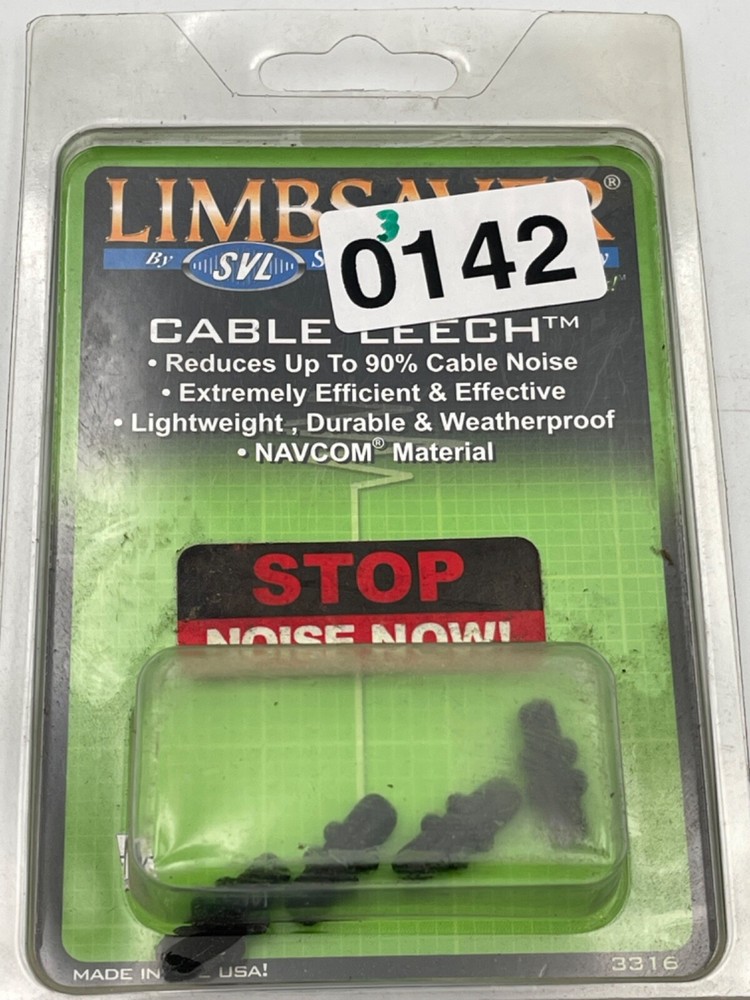 LIMBSAVER®
By SVL S
0142
3
CABLE LEECH™
• Reduces Up To 90% Cable Noise
• Extremely Efficient & Effective
• Lightweight , Durable & Weatherproof
• NAVCOM® Material
STOP
NOISE NOW!
MADE IN USA!
3316